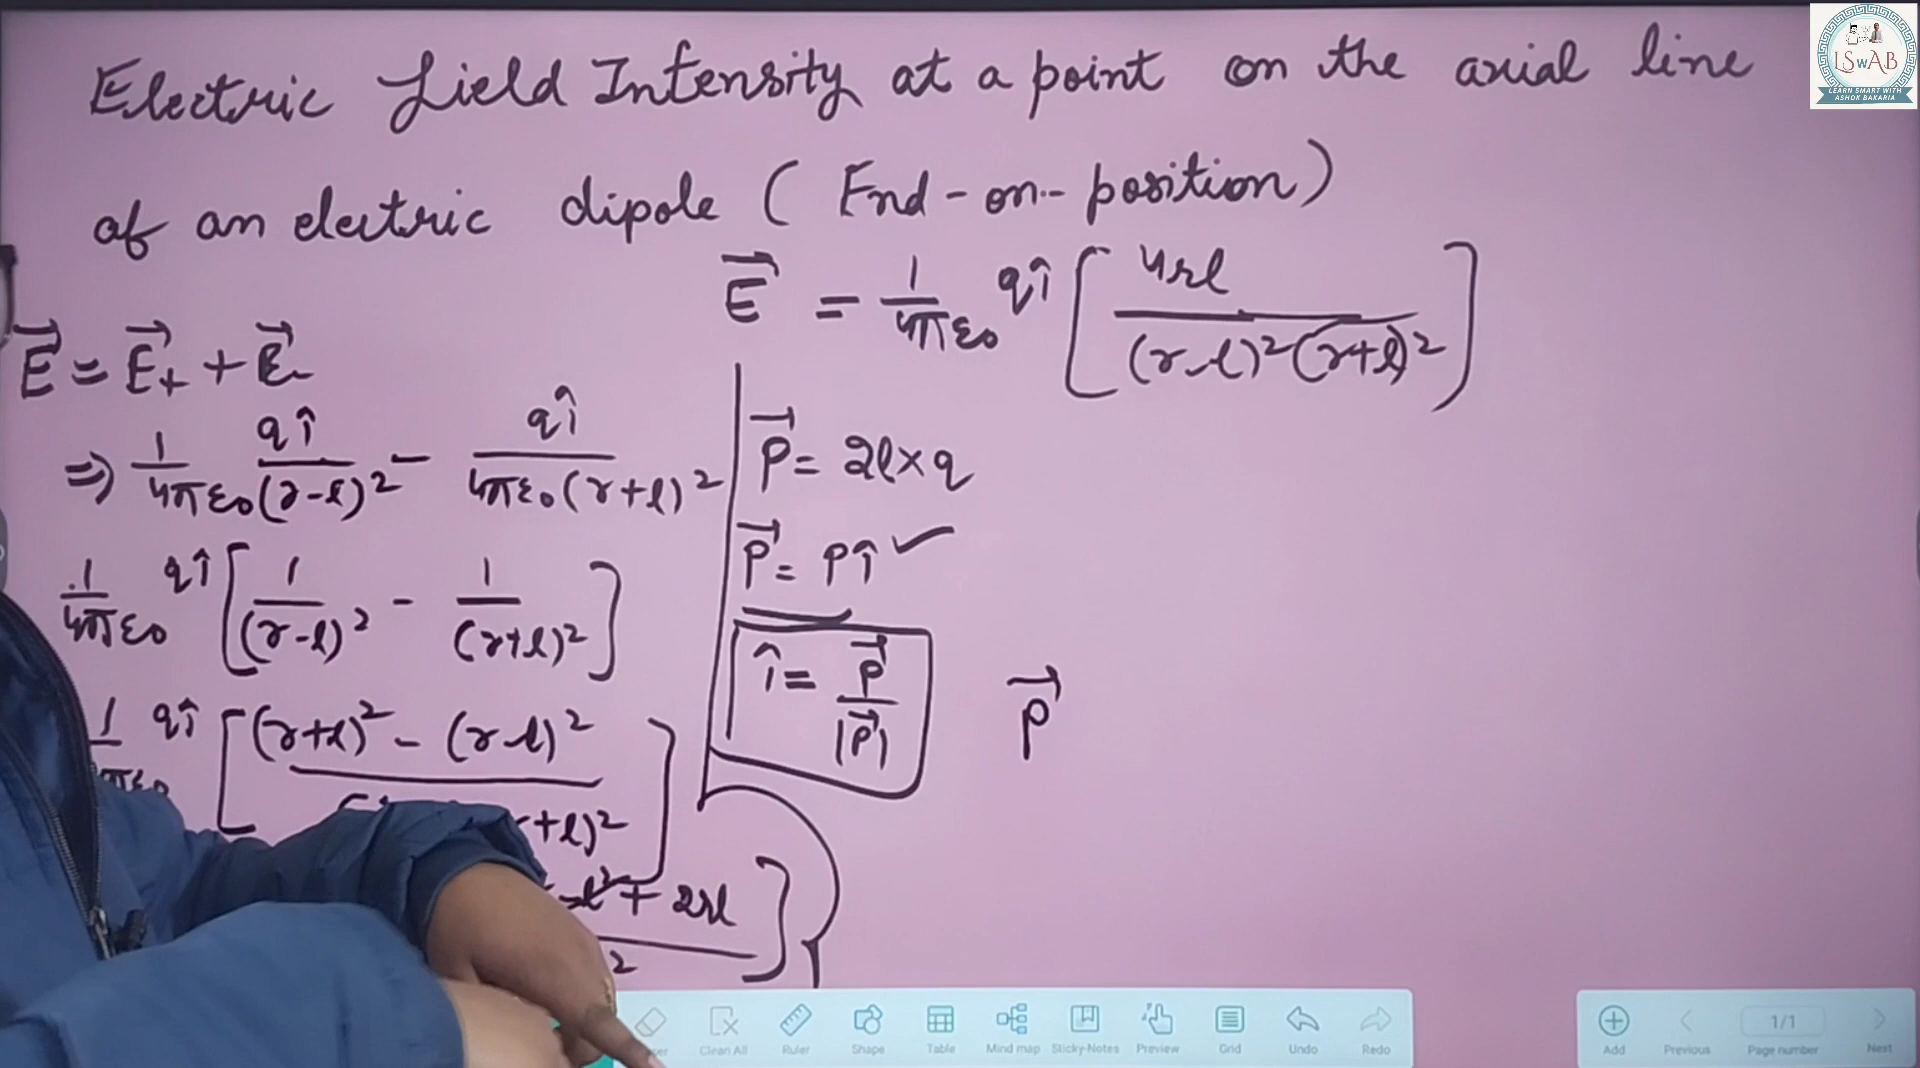 Electric field Intensity at a point on the axial line
of an electric dipole (End-on-position)
E⃗ = 1/4πε₀ qî [4rl / (r-l)²(r+l)²]
E⃗ = E⃗₊ + E⃗₋
⇒ 1/4πε₀ qî/(r-l)² - qî/4πε₀(r+l)²
1/4πε₀ qî [1/(r-l)² - 1/(r+l)²]
1/πε₀ qî [(r+l)² - (r-l)² / +l)²]
-l² + 2rl
2
P⃗ = 2l×q
P⃗ = Pî ✓
î = P⃗/|P⃗|
P⃗
LSwAB
LEARN SMART WITH
ASHOK BAKARIA
Clean All
Ruler
Shape
Table
Mind map
Sticky-Notes
Preview
Grid
Undo
Redo
Add
Previous
1/1
Page number
Next